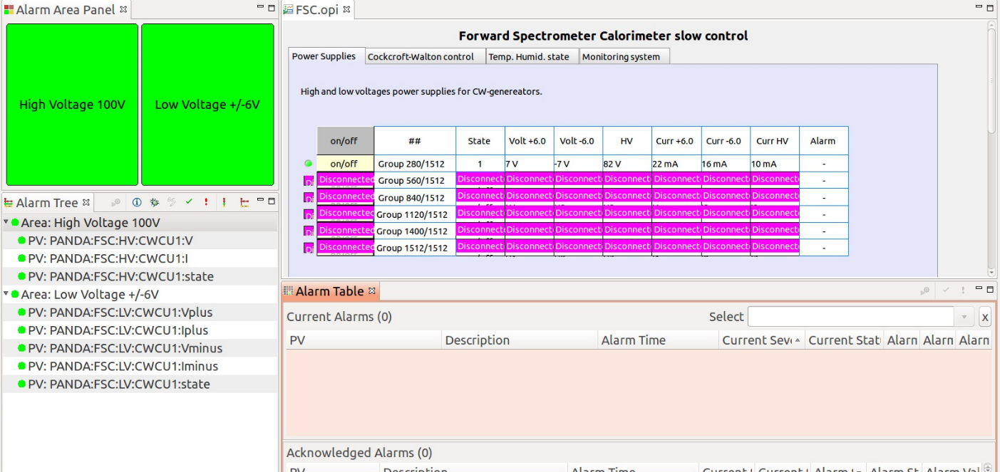 Alarm Area Panel
High Voltage 100V
Low Voltage +/-6V
Alarm Tree
Area: High Voltage 100V
PV: PANDA:FSC:HV:CWCU1:V
PV: PANDA:FSC:HV:CWCU1:I
PV: PANDA:FSC:HV:CWCU1:state
Area: Low Voltage +/-6V
PV: PANDA:FSC:LV:CWCU1:Vplus
PV: PANDA:FSC:LV:CWCU1:Iplus
PV: PANDA:FSC:LV:CWCU1:Vminus
PV: PANDA:FSC:LV:CWCU1:Iminus
PV: PANDA:FSC:LV:CWCU1:state
FSC.opi
Forward Spectrometer Calorimeter slow control
Power Supplies Cockcroft-Walton control Temp. Humid. state Monitoring system
High and low voltages power supplies for CW-genereators.
on/off ## State Volt +6.0 Volt -6.0 HV Curr +6.0 Curr -6.0 Curr HV Alarm
on/off Group 280/1512 1 7 V -7 V 82 V 22 mA 16 mA 10 mA -
Di Disconnected Group 560/1512 Disconnect Disconnect Disconnect Disconnect Disconnect Disconnect Disconnect -
Di Disconnected Group 840/1512 Disconnect Disconnect Disconnect Disconnect Disconnect Disconnect Disconnect -
Di Disconnected Group 1120/1512 Disconnect Disconnect Disconnect Disconnect Disconnect Disconnect Disconnect -
Di Disconnected Group 1400/1512 Disconnect Disconnect Disconnect Disconnect Disconnect Disconnect Disconnect -
Di Disconnected Group 1512/1512 Disconnect Disconnect Disconnect Disconnect Disconnect Disconnect Disconnect -
Alarm Table
Current Alarms (0) Select X
PV Description Alarm Time Current Seve Current Stat Alarn Alarn Alarn
Acknowledged Alarms (0)
PV Description Alarm Time Current Current Alarm Alarm St Alarm Val